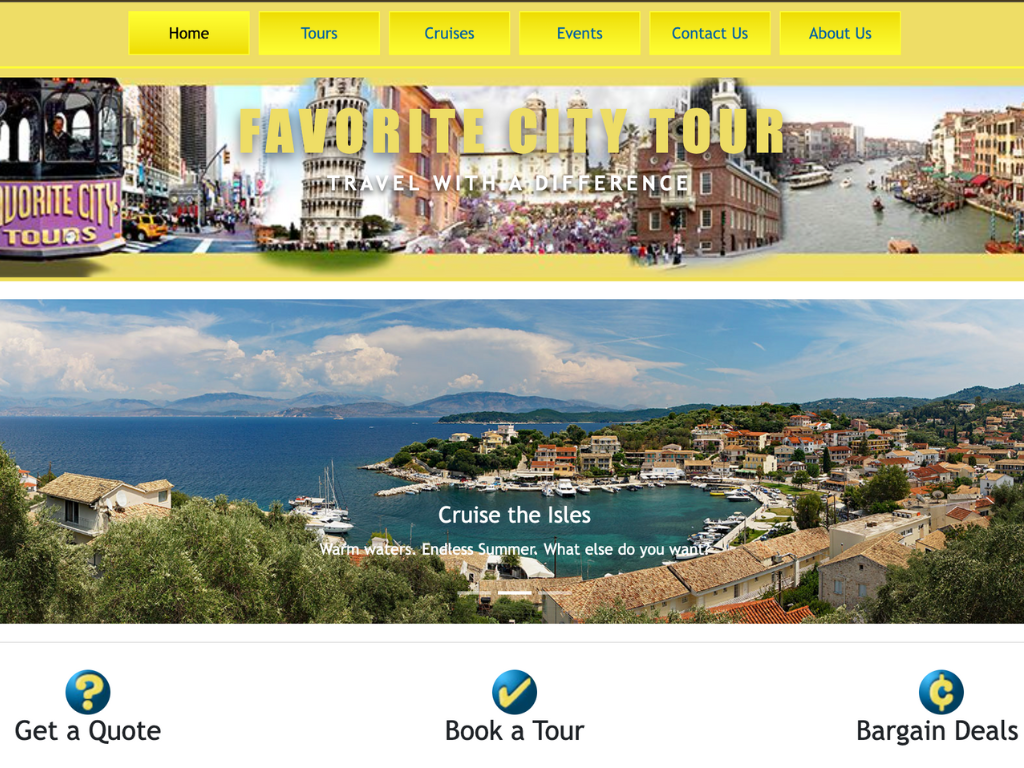 Home Tours Cruises Events Contact Us About Us
FAVORITE CITY TOUR
TRAVEL WITH A DIFFERENCE
FAVORITE CITY
TOURS
Cruise the Isles
Warm waters. Endless Summer. What else do you want?
Get a Quote Book a Tour Bargain Deals